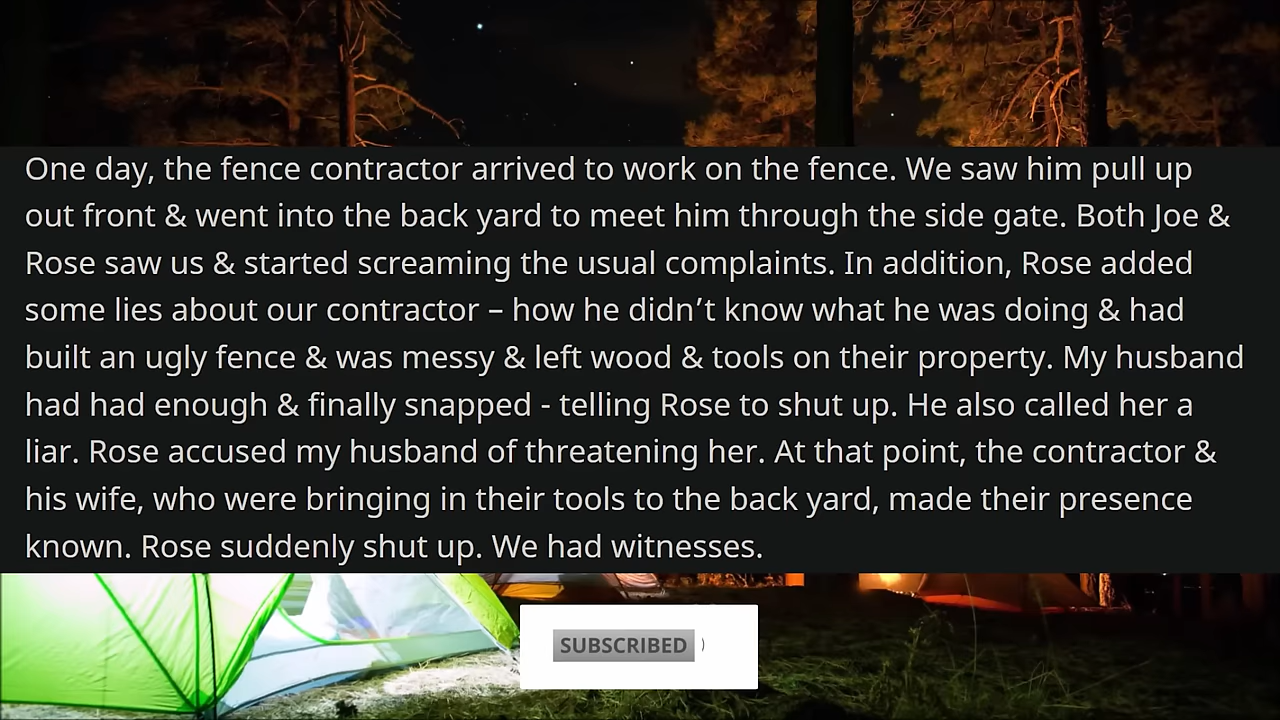 One day, the fence contractor arrived to work on the fence. We saw him pull up
out front & went into the back yard to meet him through the side gate. Both Joe &
Rose saw us & started screaming the usual complaints. In addition, Rose added
some lies about our contractor – how he didn’t know what he was doing & had
built an ugly fence & was messy & left wood & tools on their property. My husband
had had enough & finally snapped - telling Rose to shut up. He also called her a
liar. Rose accused my husband of threatening her. At that point, the contractor &
his wife, who were bringing in their tools to the back yard, made their presence
known. Rose suddenly shut up. We had witnesses.
SUBSCRIBED